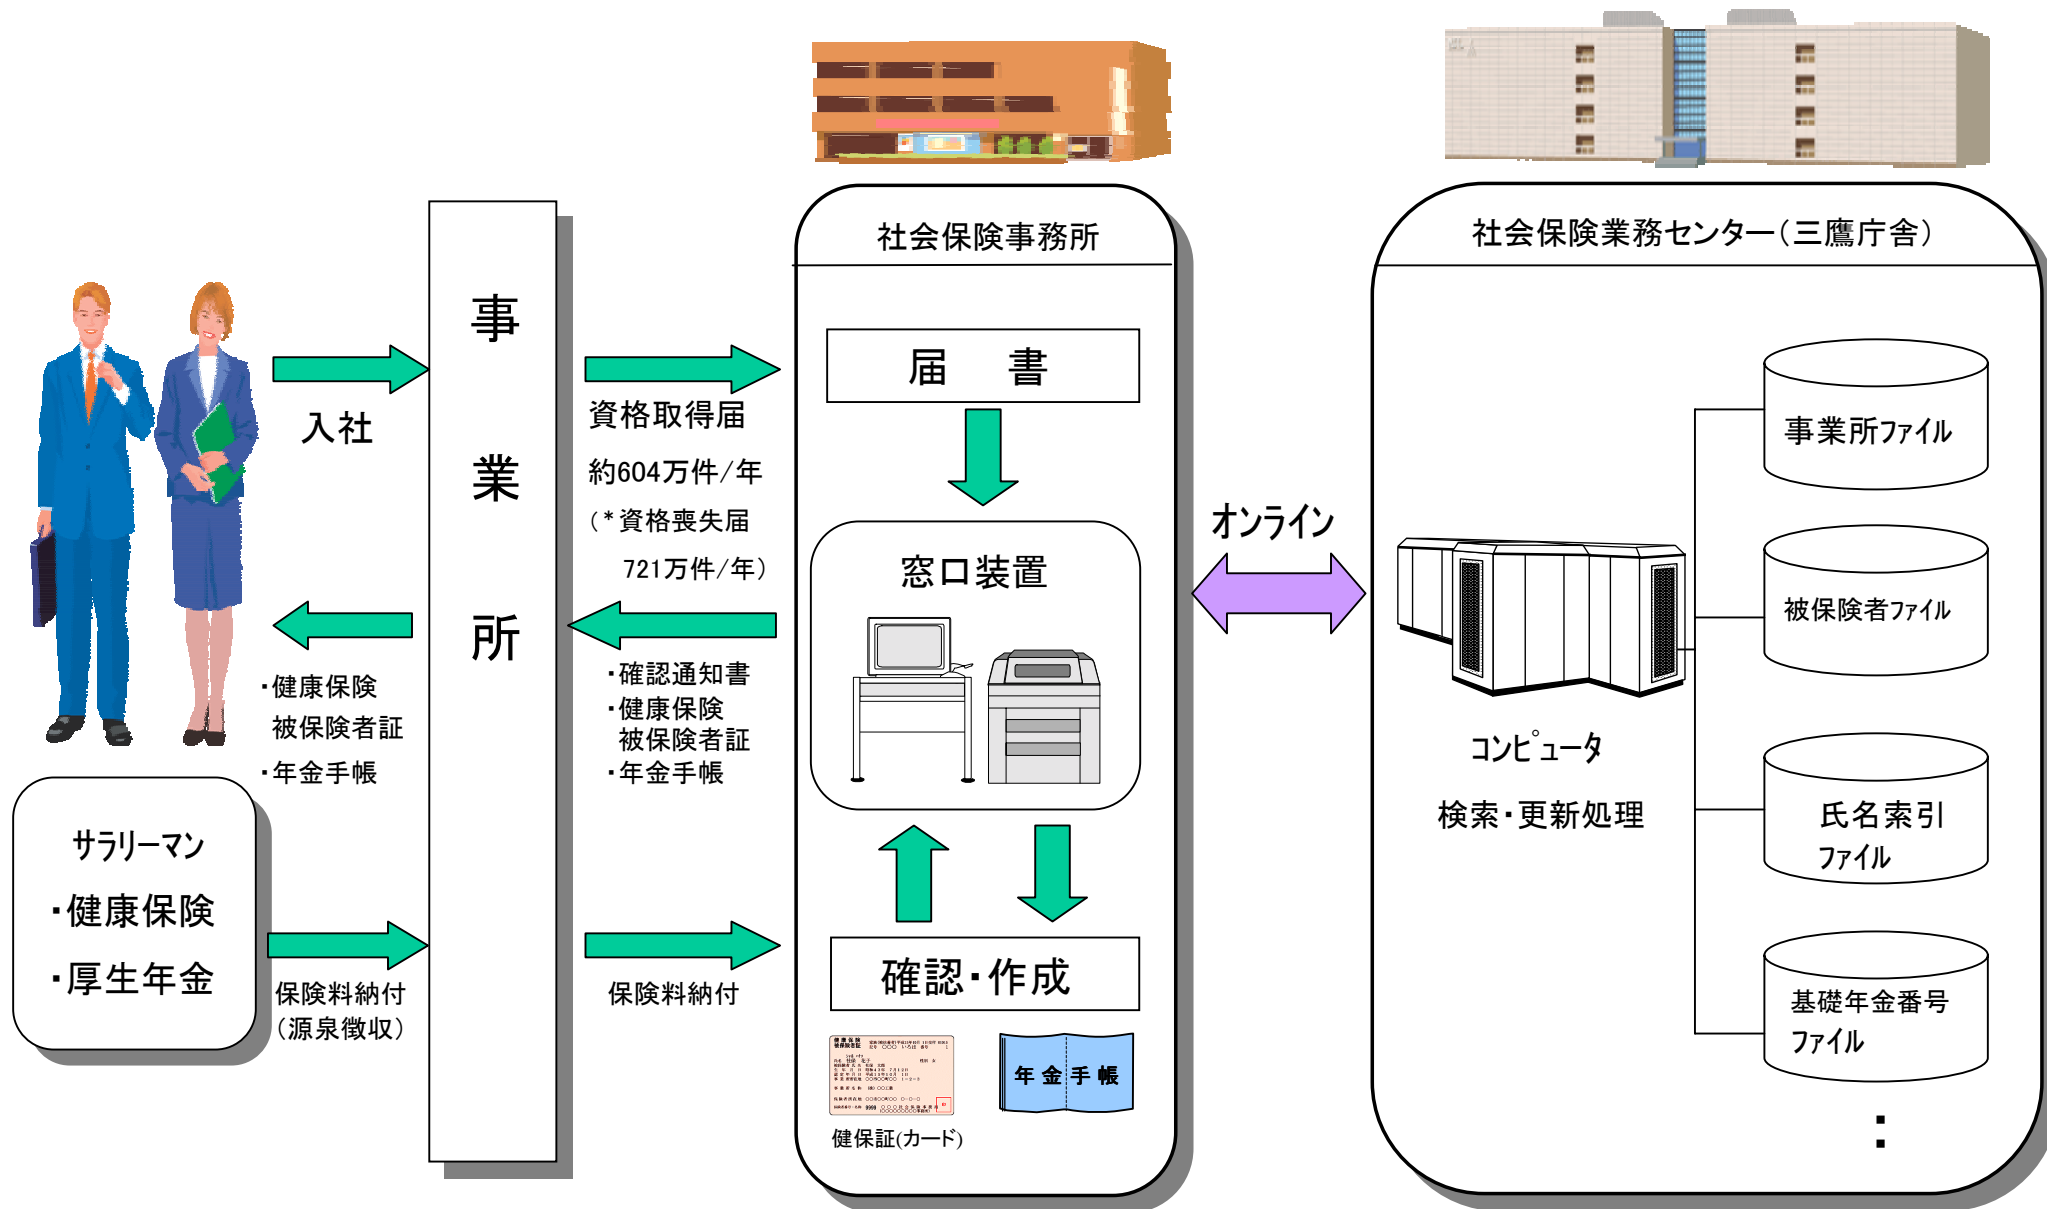 社会保険事務所
社会保険業務センター（三鷹庁舎）
事業所
入社
資格取得届
約604万件/年
（*資格喪失届
721万件/年）
・健康保険
被保険者証
・年金手帳
・確認通知書
・健康保険
被保険者証
・年金手帳
サラリーマン
・健康保険
・厚生年金
保険料納付
（源泉徴収）
保険料納付
届 書
窓口装置
確認・作成
健康保険
被保険者証
年金手帳
健保証(カード)
オンライン
コンピュータ
検索・更新処理
事業所ファイル
被保険者ファイル
氏名索引
ファイル
基礎年金番号
ファイル
：